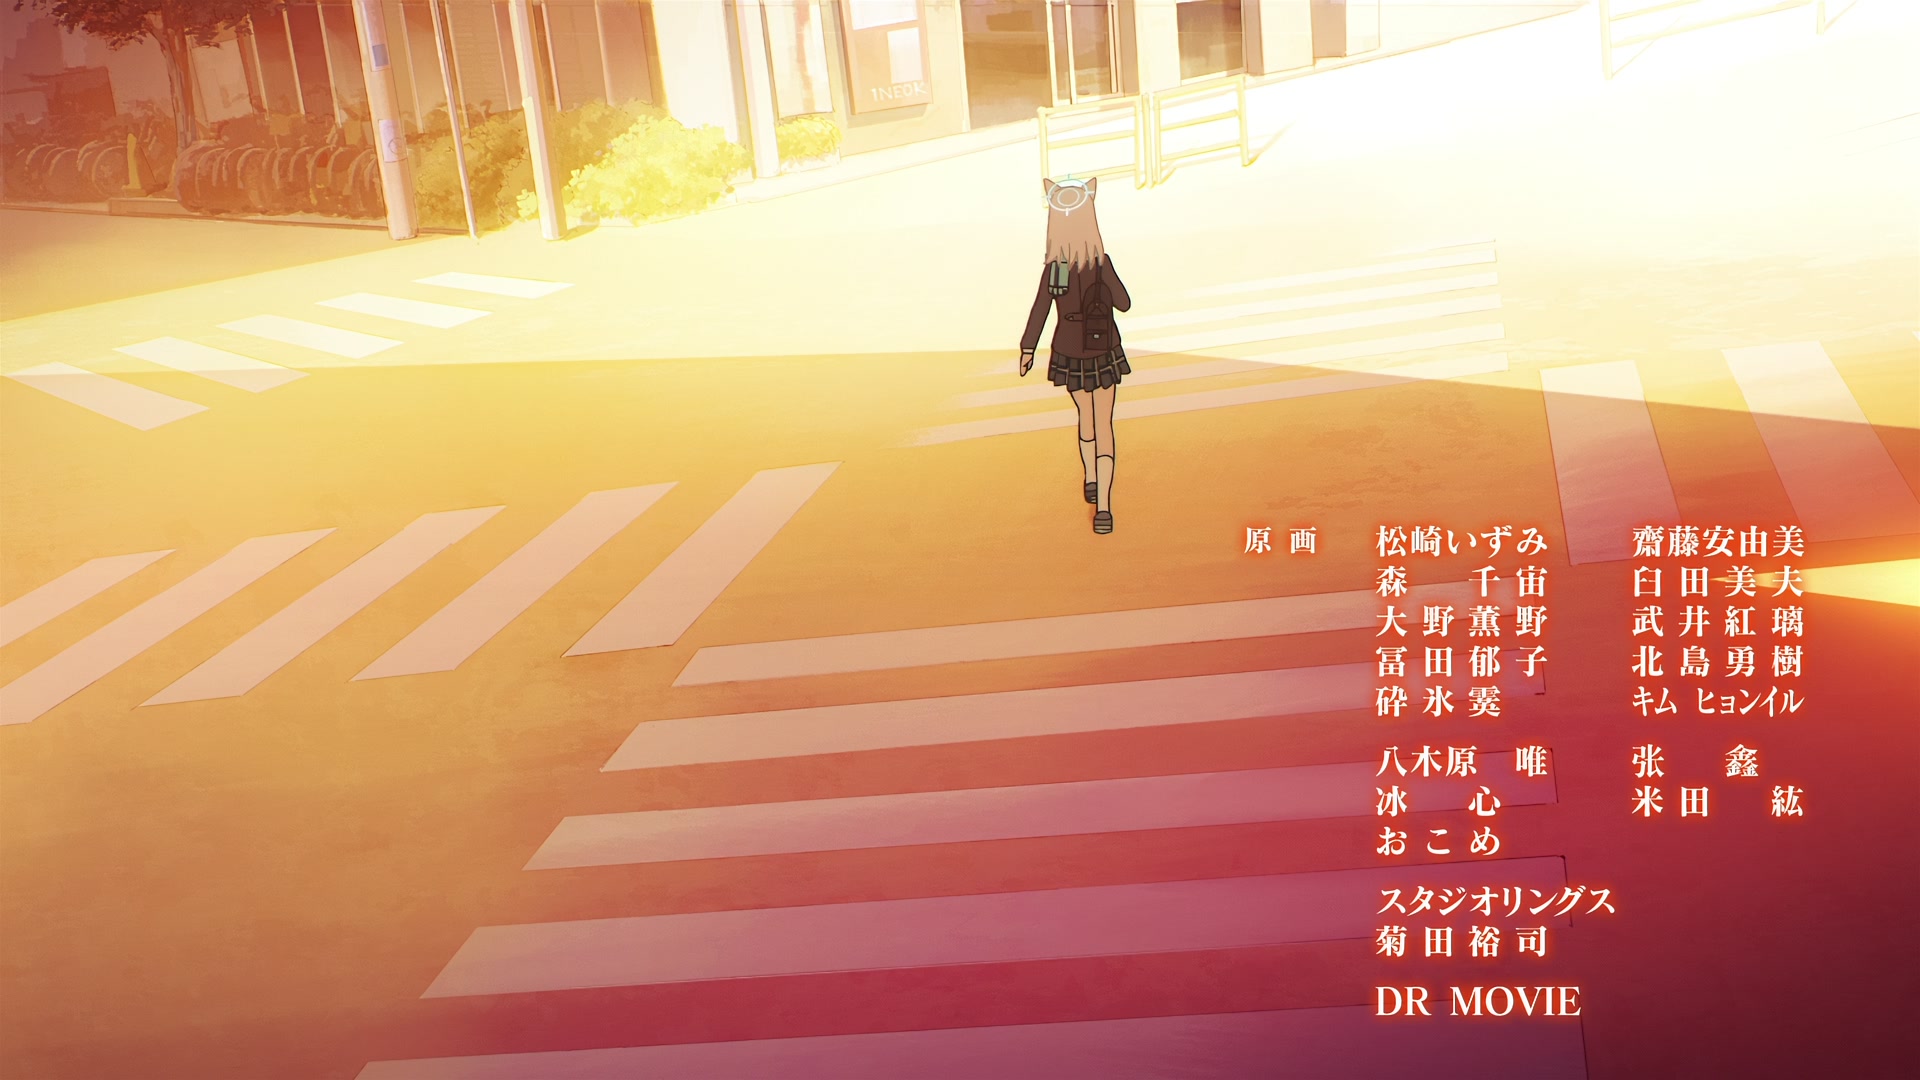 1NEOK
原画 松崎いずみ 齋藤安由美
森千宙 臼田美夫
大野薫野 武井紅璃
冨田郁子 北島勇樹
砕氷霙 キム ヒョンイル
八木原唯 张鑫
冰心 米田紘
おこめ
スタジオリングス
菊田裕司
DR MOVIE